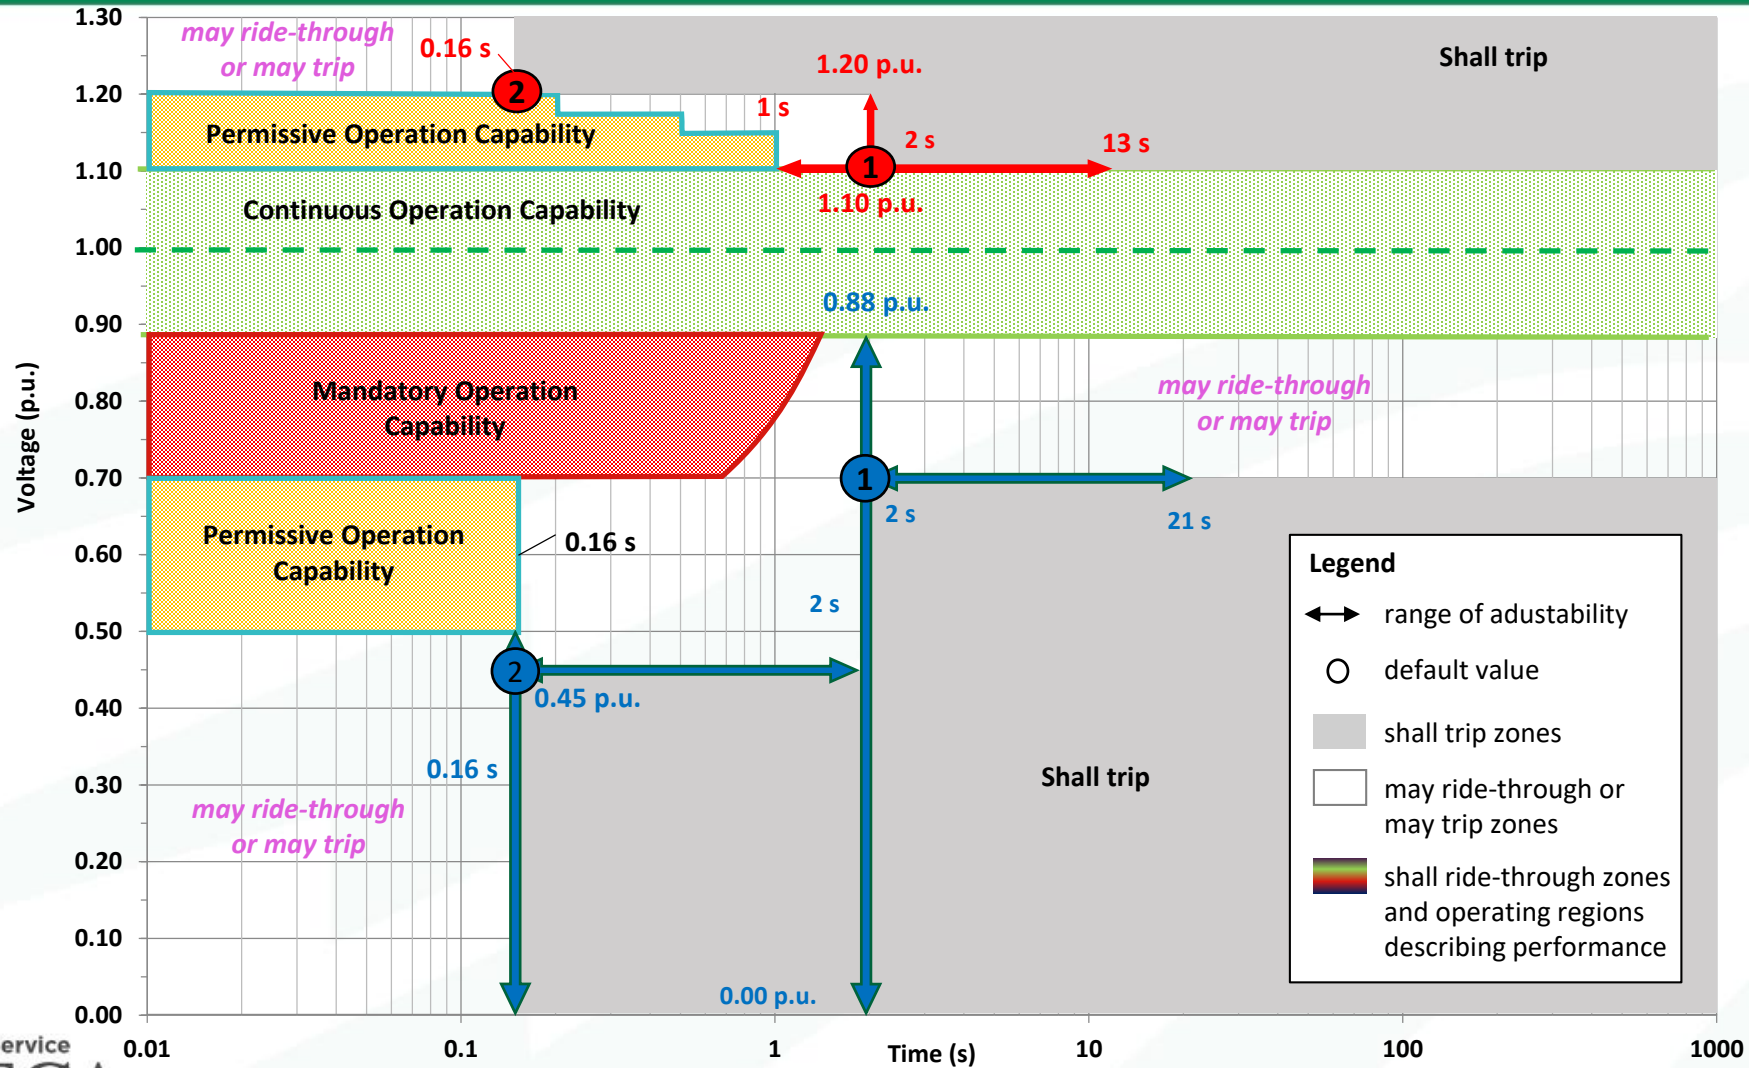 1.30
1.20
1.10
1.00
0.90
0.80
0.70
0.60
0.50
0.40
0.30
0.20
0.10
0.00
Voltage (p.u.)
may ride-through
or may trip
0.16 s
2
1.20 p.u.
Shall trip
Permissive Operation Capability
1 s
2 s
13 s
1
1.10 p.u.
Continuous Operation Capability
0.88 p.u.
Mandatory Operation
Capability
may ride-through
or may trip
1
2 s
21 s
Permissive Operation
Capability
0.16 s
2 s
2
0.45 p.u.
0.16 s
may ride-through
or may trip
Shall trip
0.00 p.u.
Legend
range of adustability
default value
shall trip zones
may ride-through or
may trip zones
shall ride-through zones
and operating regions
describing performance
0.01
0.1
1
Time (s)
10
100
1000